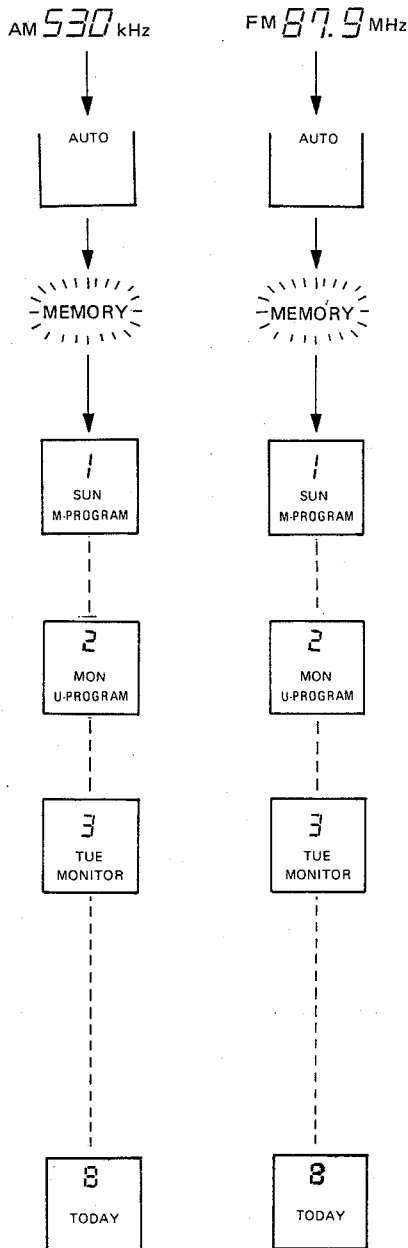 AM 530 kHz
FM 87.9 MHz
AUTO
AUTO
MEMORY
MEMORY
1
SUN
M-PROGRAM
1
SUN
M-PROGRAM
2
MON
U-PROGRAM
2
MON
U-PROGRAM
3
TUE
MONITOR
3
TUE
MONITOR
8
TODAY
8
TODAY